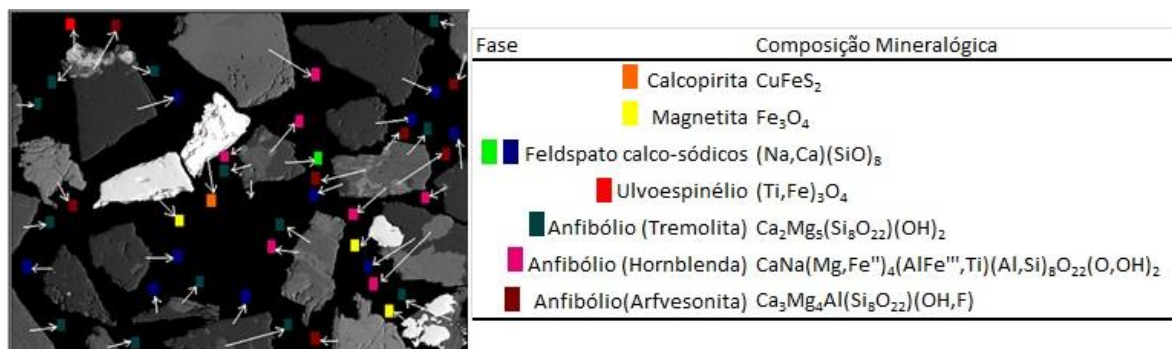 Fase Composição Mineralógica
Calcopirita CuFeS₂
Magnetita Fe₃O₄
Feldspato calco-sódicos (Na,Ca)(SiO)₈
Ulvoespinélio (Ti,Fe)₃O₄
Anfibólio (Tremolita) Ca₂Mg₅(Si₈O₂₂)(OH)₂
Anfibólio (Hornblenda) CaNa(Mg,Fe")₄(AlFe''',Ti)(Al,Si)₈O₂₂(O,OH)₂
Anfibólio(Arfvesonita) Ca₃Mg₄Al(Si₈O₂₂)(OH,F)